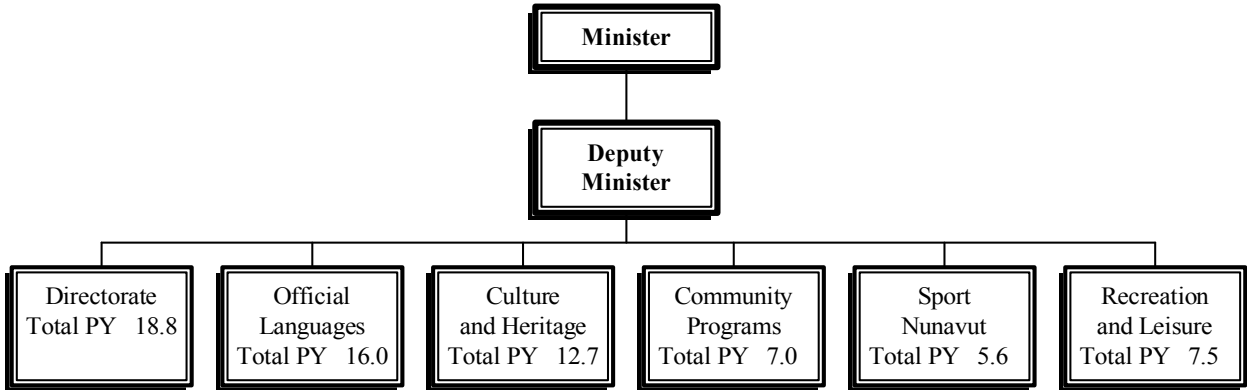 Minister
Deputy
Minister
Directorate
Total PY 18.8
Official
Languages
Total PY 16.0
Culture
and Heritage
Total PY 12.7
Community
Programs
Total PY 7.0
Sport
Nunavut
Total PY 5.6
Recreation
and Leisure
Total PY 7.5